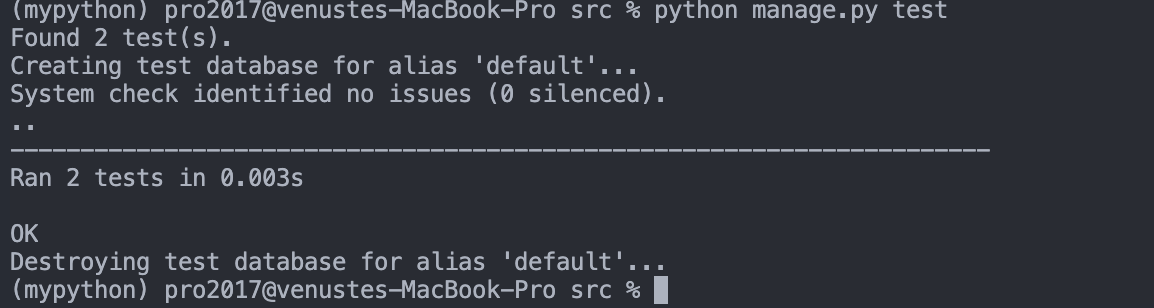 (mypython) pro2017@venustes-MacBook-Pro src % python manage.py test
Found 2 test(s).
Creating test database for alias 'default'...
System check identified no issues (0 silenced).
..
----------------------------------------------------------------------
Ran 2 tests in 0.003s

OK
Destroying test database for alias 'default'...
(mypython) pro2017@venustes-MacBook-Pro src %